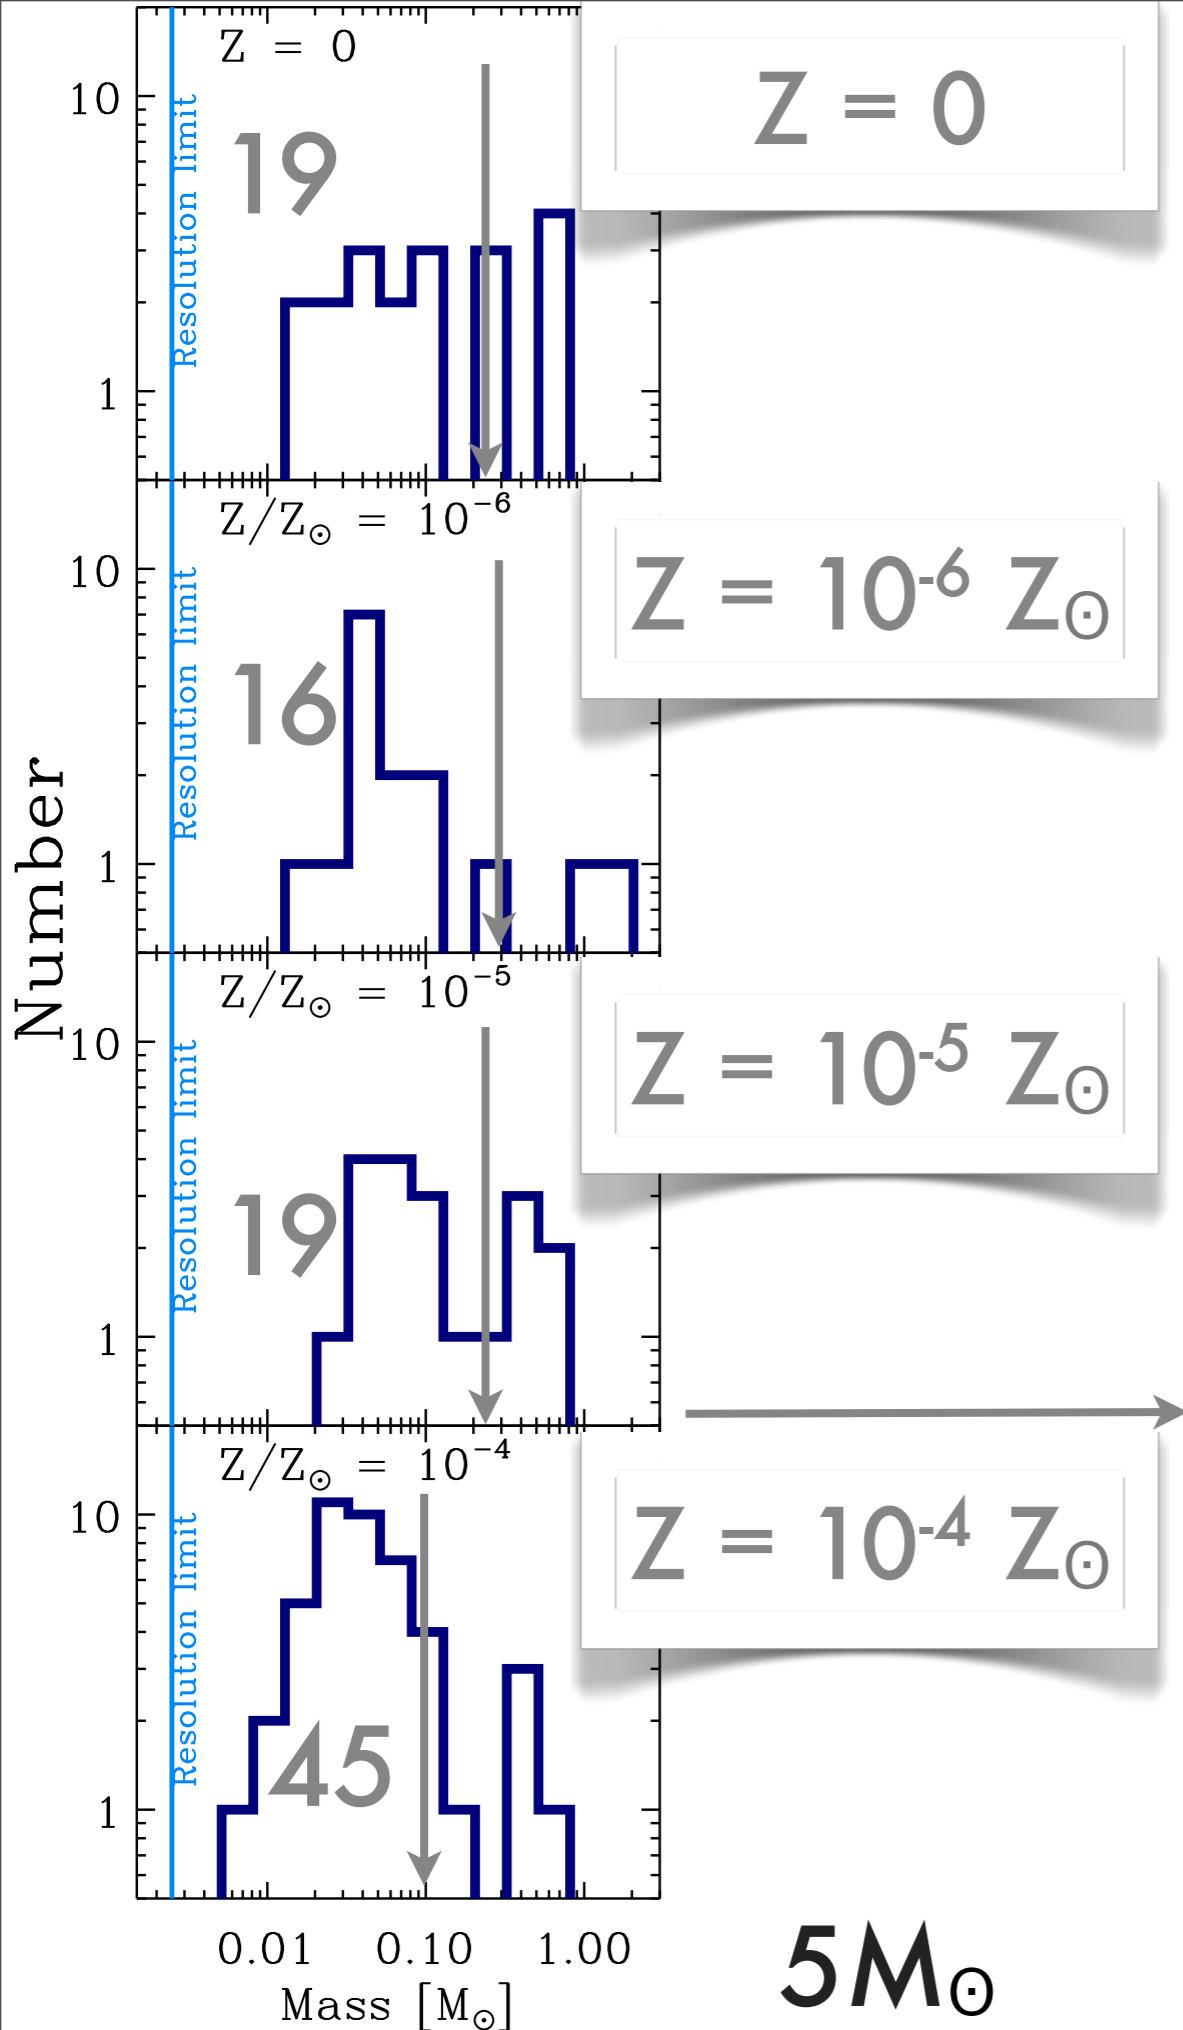 Z = 0
Z = 0
10
19
Resolution limit
1
Z/Z⊙ = 10⁻⁶
Z = 10⁻⁶ Z⊙
10
16
Resolution limit
1
Number
Z/Z⊙ = 10⁻⁵
Z = 10⁻⁵ Z⊙
10
19
Resolution limit
1
Z/Z⊙ = 10⁻⁴
Z = 10⁻⁴ Z⊙
10
Resolution limit
45
1
0.01 0.10 1.00
Mass [M⊙]
5M⊙